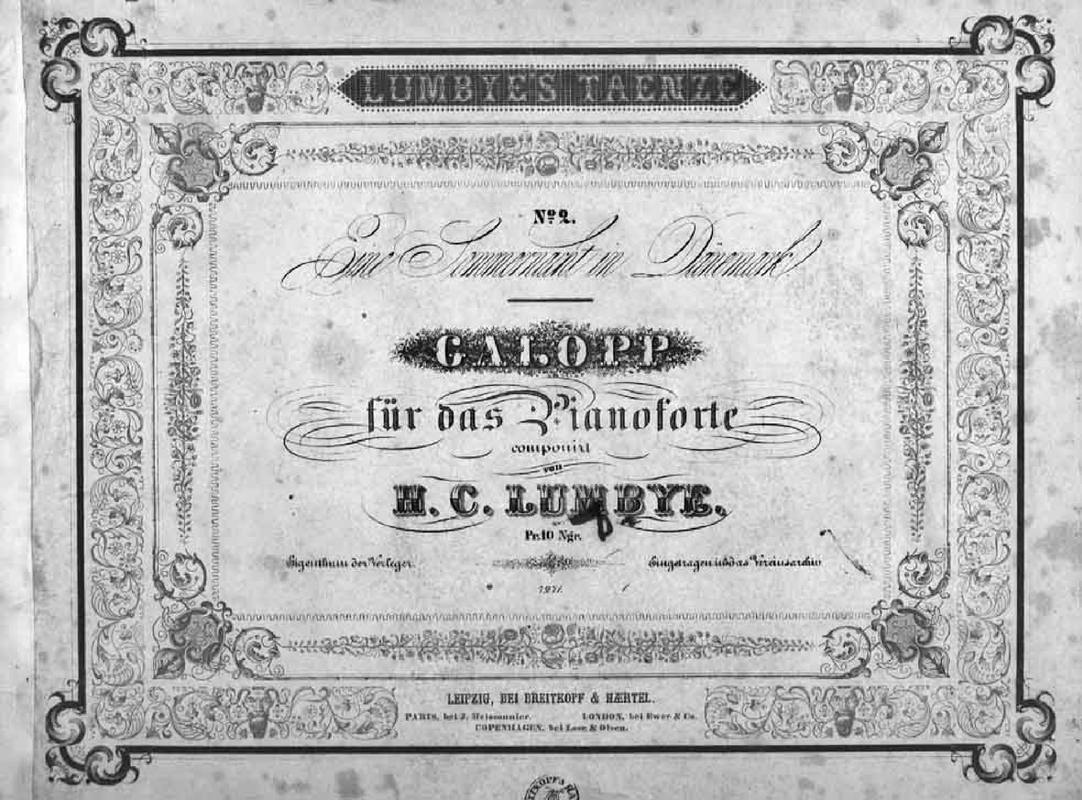 LUMBYE'S TAENZE
No. 2.
Eine Sommernacht in Dänemark
GALOPP
für das Pianoforte
componirt
von
H. C. LUMBYE.
Pr. 10 Ngr.
Eigenthum der Verleger.
Eingetragen in das Vereinsarchiv
LEIPZIG, BEI BREITKOPF & HÆRTEL.
PARIS, bei J. Meissonnier. LONDON, bei Ewer & Co.
COPENHAGEN, bei Lose & Olsen.